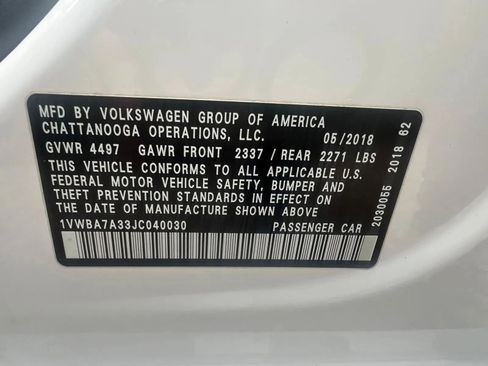 MFD BY VOLKSWAGEN GROUP OF AMERICA
CHATTANOOGA OPERATIONS, LLC. 05/2018
GVWR 4497 GAWR FRONT 2337 / REAR 2271 LBS
THIS VEHICLE CONFORMS TO ALL APPLICABLE U.S.
FEDERAL MOTOR VEHICLE SAFETY, BUMPER AND
THEFT PREVENTION STANDARDS IN EFFECT ON
THE DATE OF MANUFACTURE SHOWN ABOVE
1VWBA7A33JC040030 PASSENGER CAR
2030055 2018 62